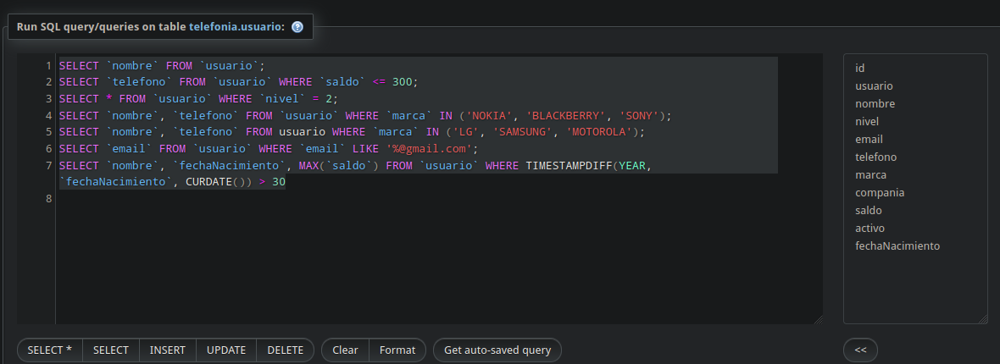 Run SQL query/queries on table telefonia.usuario:
1 SELECT `nombre` FROM `usuario`;
2 SELECT `telefono` FROM `usuario` WHERE `saldo` <= 300;
3 SELECT * FROM `usuario` WHERE `nivel` = 2;
4 SELECT `nombre`, `telefono` FROM `usuario` WHERE `marca` IN ('NOKIA', 'BLACKBERRY', 'SONY');
5 SELECT `nombre`, `telefono` FROM usuario WHERE `marca` IN ('LG', 'SAMSUNG', 'MOTOROLA');
6 SELECT `email` FROM `usuario` WHERE `email` LIKE '%@gmail.com';
7 SELECT `nombre`, `fechaNacimiento`, MAX(`saldo`) FROM `usuario` WHERE TIMESTAMPDIFF(YEAR,
`fechaNacimiento`, CURDATE()) > 30
8
id
usuario
nombre
nivel
email
telefono
marca
compania
saldo
activo
fechaNacimiento
SELECT * SELECT INSERT UPDATE DELETE Clear Format Get auto-saved query <<